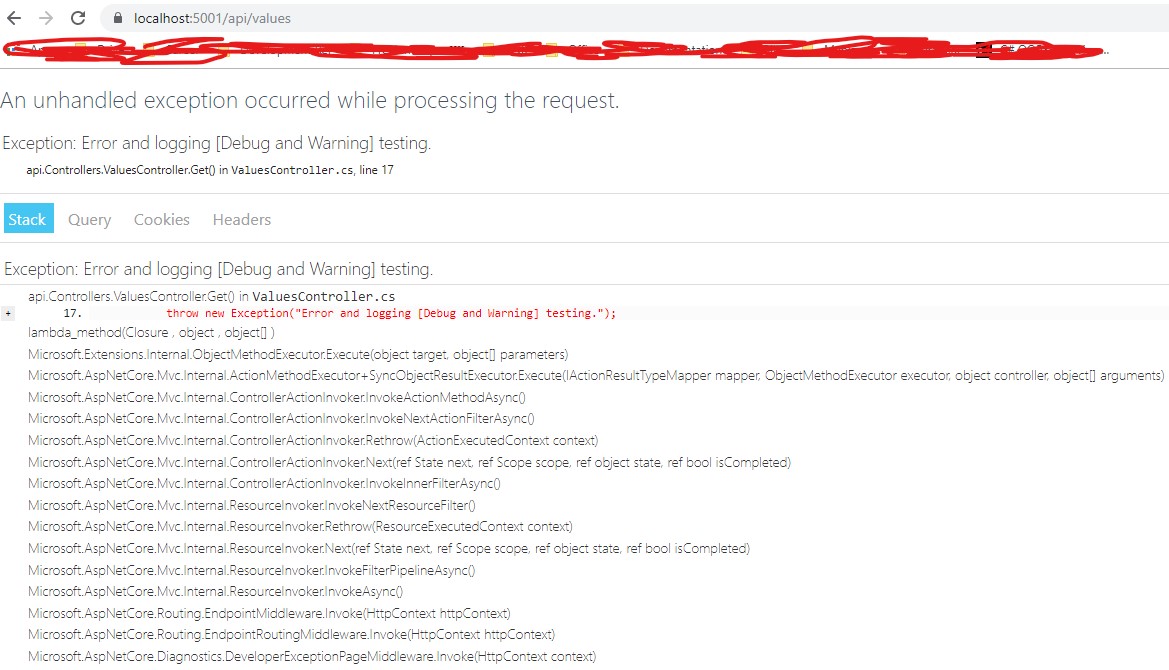 localhost:5001/api/values
An unhandled exception occurred while processing the request.
Exception: Error and logging [Debug and Warning] testing.
api.Controllers.ValuesController.Get() in ValuesController.cs, line 17
Stack Query Cookies Headers
Exception: Error and logging [Debug and Warning] testing.
api.Controllers.ValuesController.Get() in ValuesController.cs
+ 17. throw new Exception("Error and logging [Debug and Warning] testing.");
lambda_method(Closure , object , object[] )
Microsoft.Extensions.Internal.ObjectMethodExecutor.Execute(object target, object[] parameters)
Microsoft.AspNetCore.Mvc.Internal.ActionMethodExecutor+SyncObjectResultExecutor.Execute(IActionResultTypeMapper mapper, ObjectMethodExecutor executor, object controller, object[] arguments)
Microsoft.AspNetCore.Mvc.Internal.ControllerActionInvoker.InvokeActionMethodAsync()
Microsoft.AspNetCore.Mvc.Internal.ControllerActionInvoker.InvokeNextActionFilterAsync()
Microsoft.AspNetCore.Mvc.Internal.ControllerActionInvoker.Rethrow(ActionExecutedContext context)
Microsoft.AspNetCore.Mvc.Internal.ControllerActionInvoker.Next(ref State next, ref Scope scope, ref object state, ref bool isCompleted)
Microsoft.AspNetCore.Mvc.Internal.ControllerActionInvoker.InvokeInnerFilterAsync()
Microsoft.AspNetCore.Mvc.Internal.ResourceInvoker.InvokeNextResourceFilter()
Microsoft.AspNetCore.Mvc.Internal.ResourceInvoker.Rethrow(ResourceExecutedContext context)
Microsoft.AspNetCore.Mvc.Internal.ResourceInvoker.Next(ref State next, ref Scope scope, ref object state, ref bool isCompleted)
Microsoft.AspNetCore.Mvc.Internal.ResourceInvoker.InvokeFilterPipelineAsync()
Microsoft.AspNetCore.Mvc.Internal.ResourceInvoker.InvokeAsync()
Microsoft.AspNetCore.Routing.EndpointMiddleware.Invoke(HttpContext httpContext)
Microsoft.AspNetCore.Routing.EndpointRoutingMiddleware.Invoke(HttpContext httpContext)
Microsoft.AspNetCore.Diagnostics.DeveloperExceptionPageMiddleware.Invoke(HttpContext context)